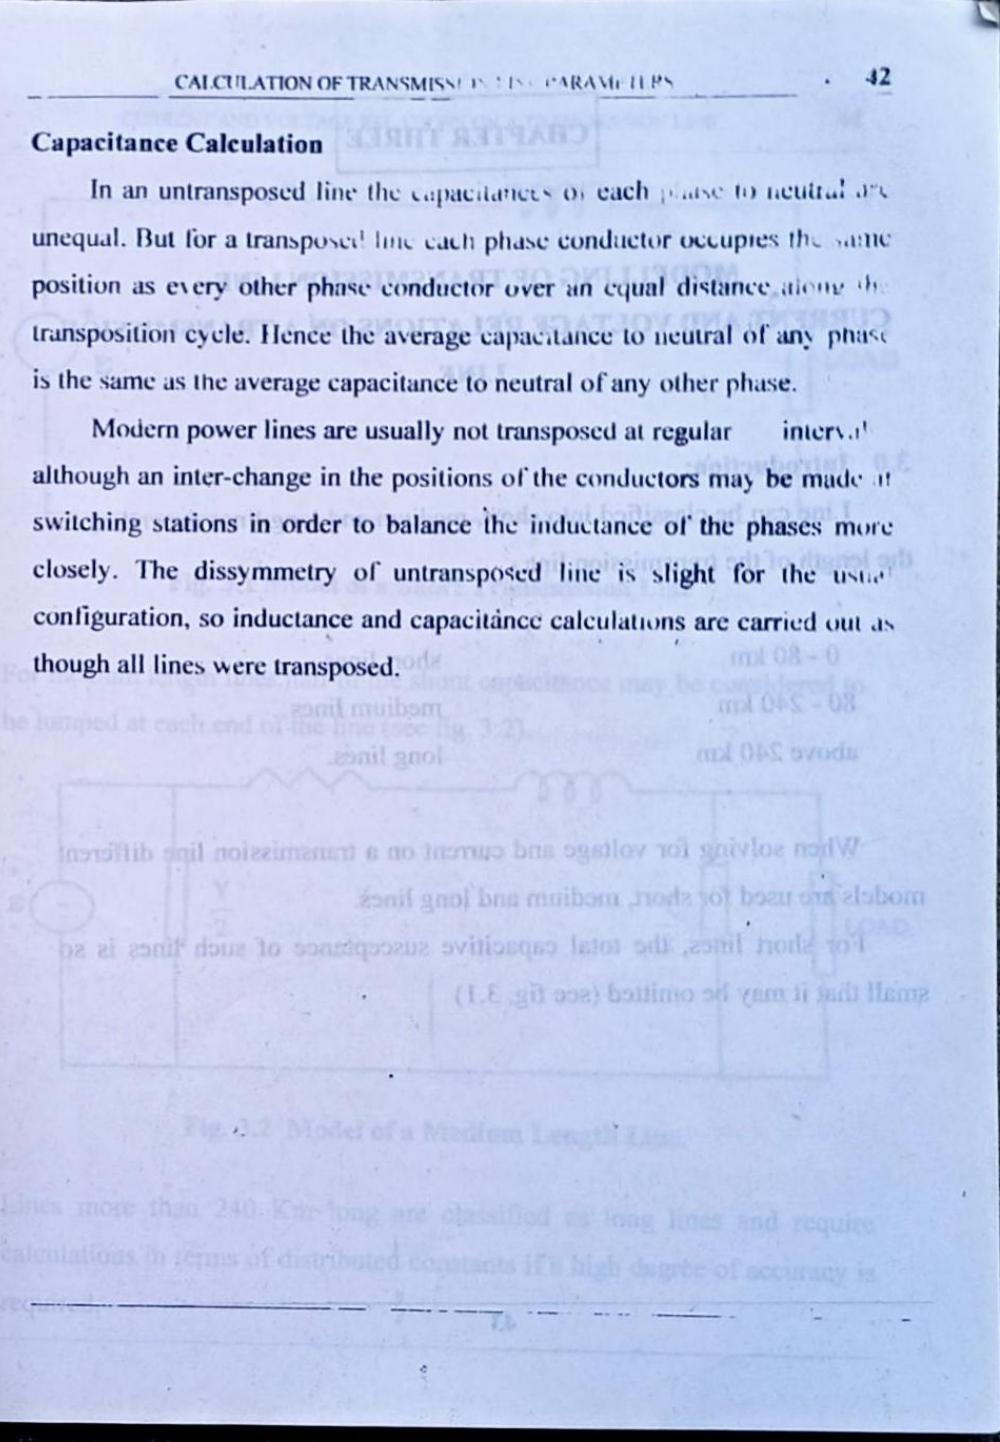 CALCULATION OF TRANSMISSION LINE PARAMETERS 42
Capacitance Calculation
In an untransposed line the capacitances of each phase to neutral are
unequal. But for a transposed line each phase conductor occupies the same
position as every other phase conductor over an equal distance along the
transposition cycle. Hence the average capacitance to neutral of any phase
is the same as the average capacitance to neutral of any other phase.
Modern power lines are usually not transposed at regular interval
although an inter-change in the positions of the conductors may be made at
switching stations in order to balance the inductance of the phases more
closely. The dissymmetry of untransposed line is slight for the usual
configuration, so inductance and capacitance calculations are carried out as
though all lines were transposed.